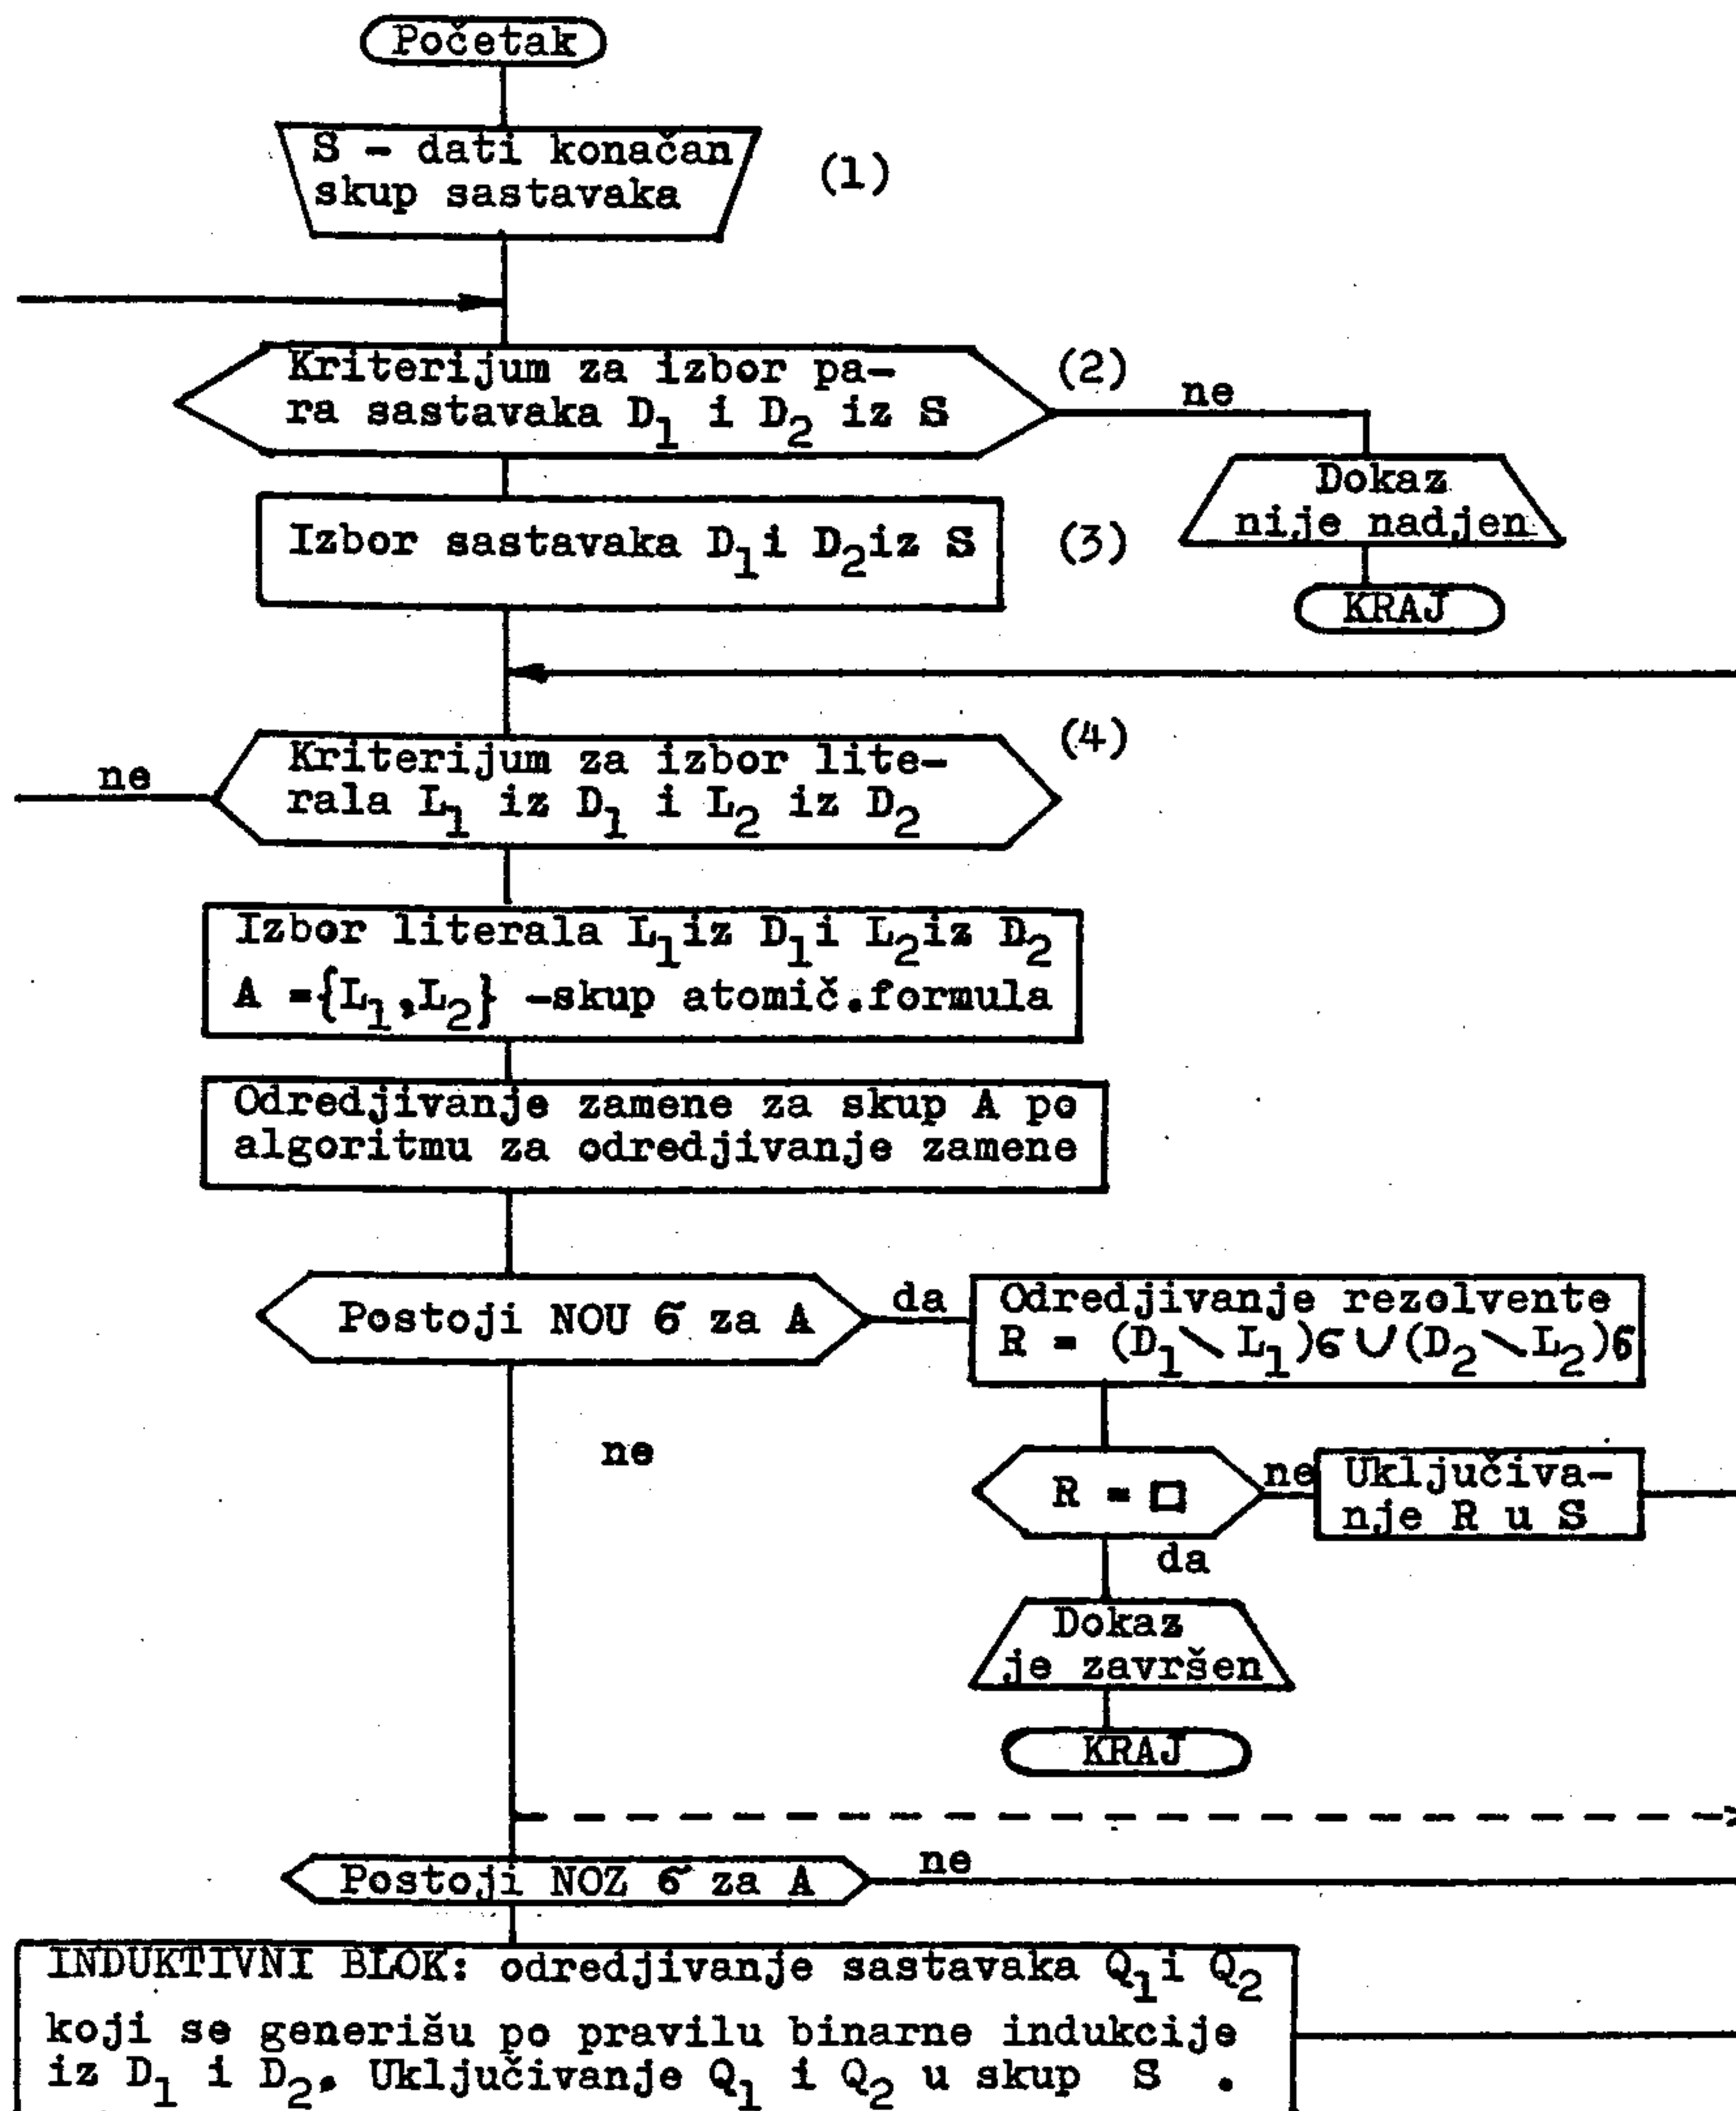 Početak
S - dati konačan
skup sastavaka
(1)
Kriterijum za izbor pa-
ra sastavaka D₁ i D₂ iz S
(2)
ne
Dokaz
nije nadjen
KRAJ
Izbor sastavaka D₁ i D₂ iz S
(3)
Kriterijum za izbor lite-
rala L₁ iz D₁ i L₂ iz D₂
(4)
ne
Izbor literala L₁ iz D₁ i L₂ iz D₂
A = {L₁,L₂} -skup atomič.formula
Odredjivanje zamene za skup A po
algoritmu za odredjivanje zamene
Postoji NOU σ za A
da
Odredjivanje rezolvente
R = (D₁ \ L₁)σ ∪ (D₂ \ L₂)σ
ne
R = □
ne
Uključiva-
nje R u S
da
Dokaz
je završen
KRAJ
Postoji NOZ σ za A
ne
INDUKTIVNI BLOK: odredjivanje sastavaka Q₁ i Q₂
koji se generišu po pravilu binarne indukcije
iz D₁ i D₂. Uključivanje Q₁ i Q₂ u skup S .